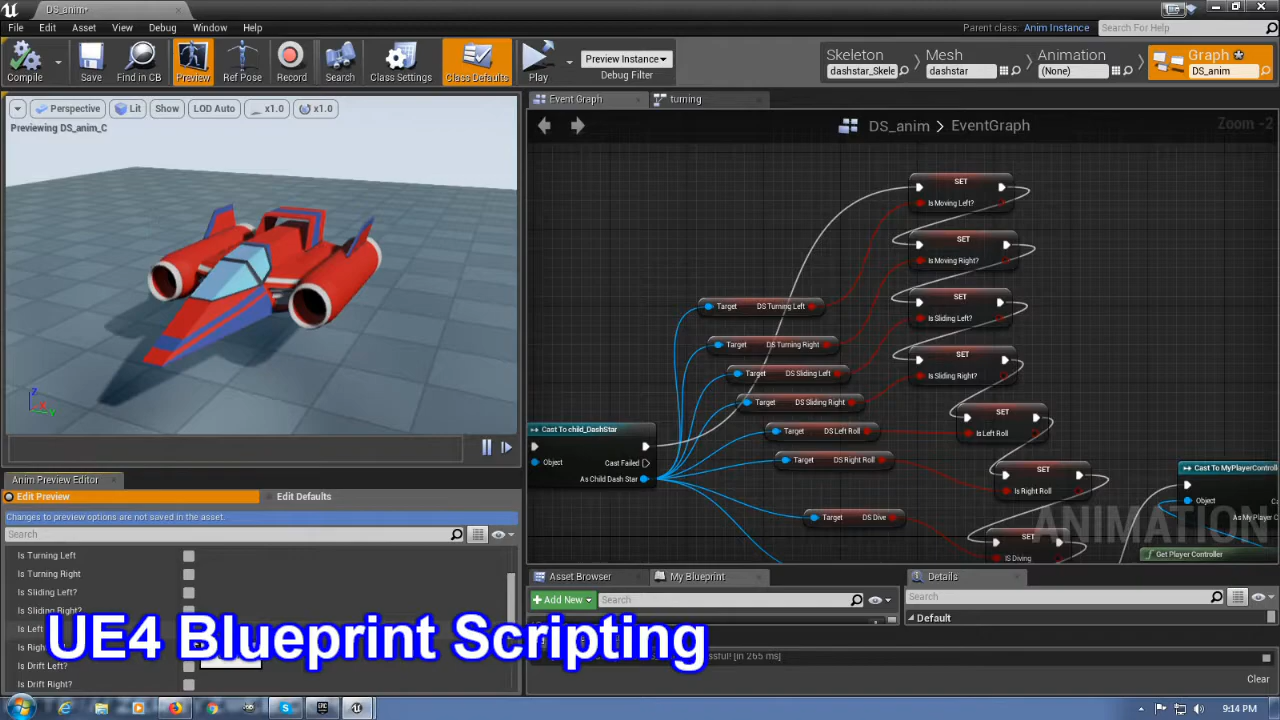 DS_anim*
File Edit Asset View Debug Window Help
Parent class: Anim Instance
Search For Help
Compile
Save
Find in CB
Preview
Ref Pose
Record
Search
Class Settings
Class Defaults
Play
Preview Instance
Debug Filter
Skeleton
dashstar_Skele
Mesh
dashstar
Animation
(None)
Graph
DS_anim
Perspective Lit Show LOD Auto x1.0 x1.0
Previewing DS_anim_C
Event Graph
turning
DS_anim > EventGraph
Zoom -2
SET
Is Moving Left?
SET
Is Moving Right?
SET
Is Sliding Left?
SET
Is Sliding Right?
SET
Is Left Roll
SET
Is Right Roll
SET
IS Diving
Target DS Turning Left
Target DS Turning Right
Target DS Sliding Left
Target DS Sliding Right
Target DS Left Roll
Target DS Right Roll
Target DS Dive
Cast To child_DashStar
Object
Cast Failed
As Child Dash Star
Cast To MyPlayerControll
Object
As My Player C
Get Player Controller
ANIMATION
Anim Preview Editor
Edit Preview
Edit Defaults
Changes to preview options are not saved in the asset.
Search
Is Turning Left
Is Turning Right
Is Sliding Left?
Is Sliding Right?
Is Left
Is Right
Is Drift Left?
Is Drift Right?
UE4 Blueprint Scripting
Asset Browser
My Blueprint
Add New
Search
Details
Search
Default
[in 265 ms]
Clear
9:14 PM